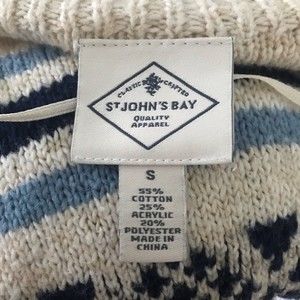 CLASSIC CRAFTED
ST JOHN'S BAY
QUALITY
APPAREL
S
55%
COTTON
25%
ACRYLIC
20%
POLYESTER
MADE IN
CHINA